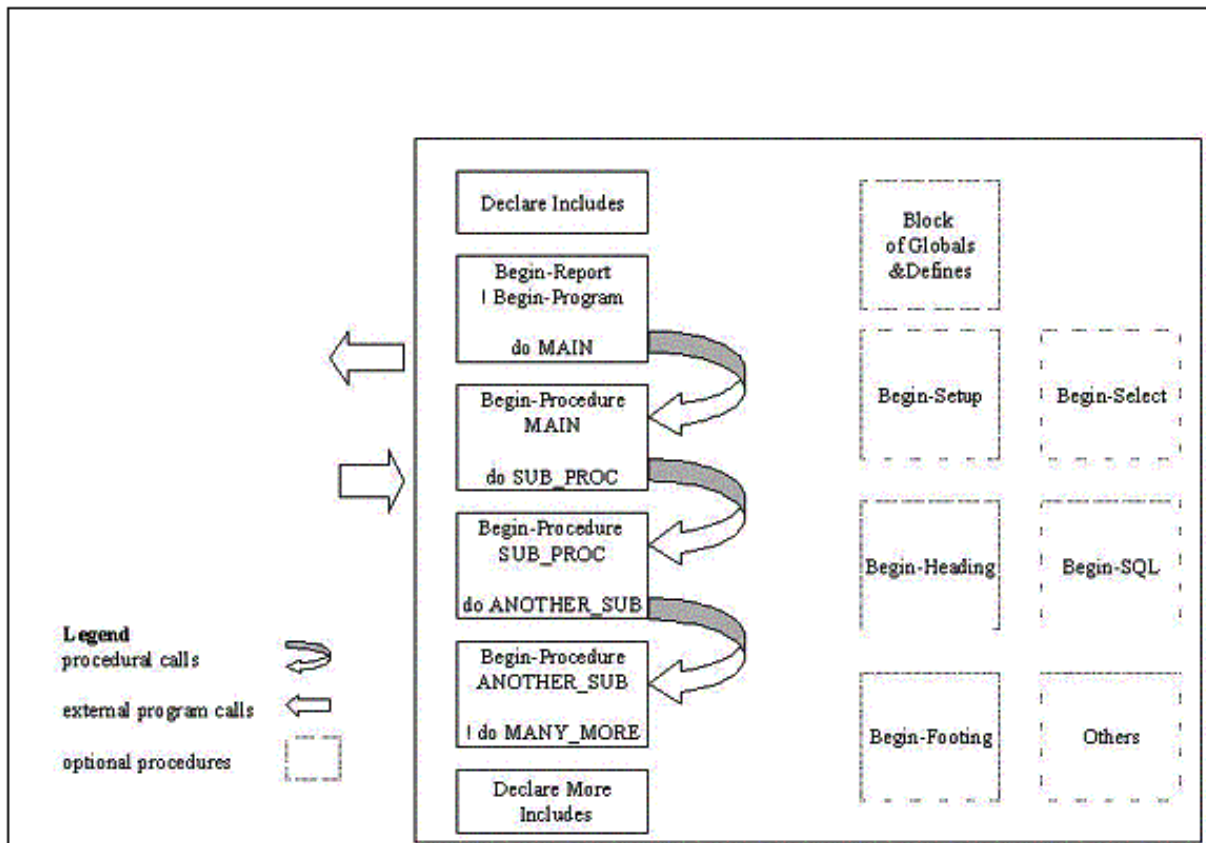 Declare Includes
Begin-Report
! Begin-Program
do MAIN
Begin-Procedure
MAIN
do SUB_PROC
Begin-Procedure
SUB_PROC
do ANOTHER_SUB
Begin-Procedure
ANOTHER_SUB
! do MANY_MORE
Declare More
Includes
Block
of Globals
&Defines
Begin-Setup
Begin-Select
Begin-Heading
Begin-SQL
Begin-Footing
Others
Legend
procedural calls
external program calls
optional procedures